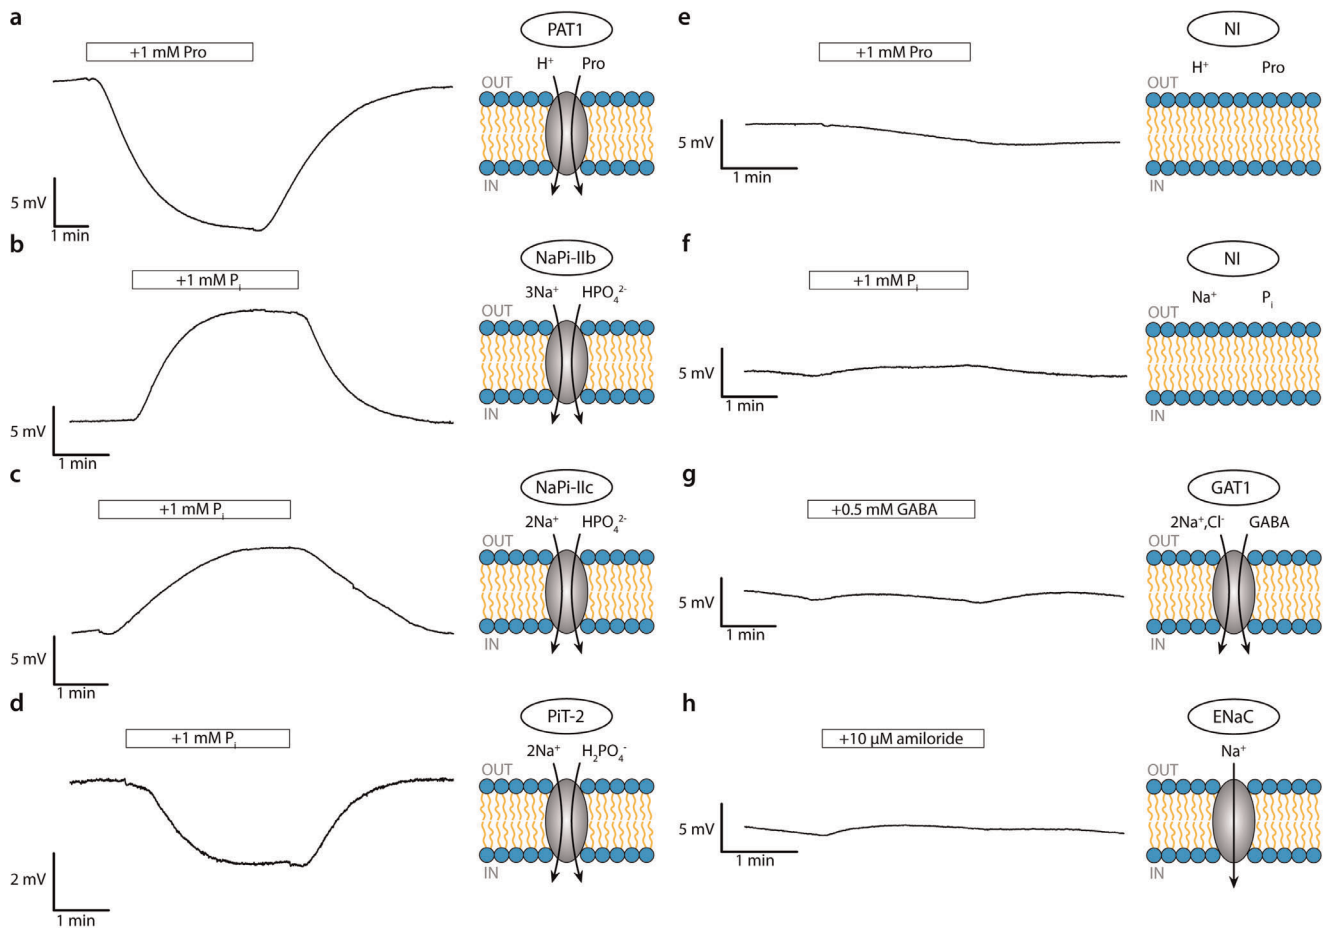 a
+1 mM Pro
5 mV
1 min
PAT1
H⁺ Pro
OUT
IN
b
+1 mM Pᵢ
5 mV
1 min
NaPi-IIb
3Na⁺ HPO₄²⁻
OUT
IN
c
+1 mM Pᵢ
5 mV
1 min
NaPi-IIc
2Na⁺ HPO₄²⁻
OUT
IN
d
+1 mM Pᵢ
2 mV
1 min
PiT-2
2Na⁺ H₂PO₄⁻
OUT
IN
e
+1 mM Pro
5 mV
1 min
NI
H⁺ Pro
OUT
IN
f
+1 mM Pᵢ
5 mV
1 min
NI
Na⁺ Pᵢ
OUT
IN
g
+0.5 mM GABA
5 mV
1 min
GAT1
2Na⁺,Cl⁻ GABA
OUT
IN
h
+10 µM amiloride
5 mV
1 min
ENaC
Na⁺
OUT
IN